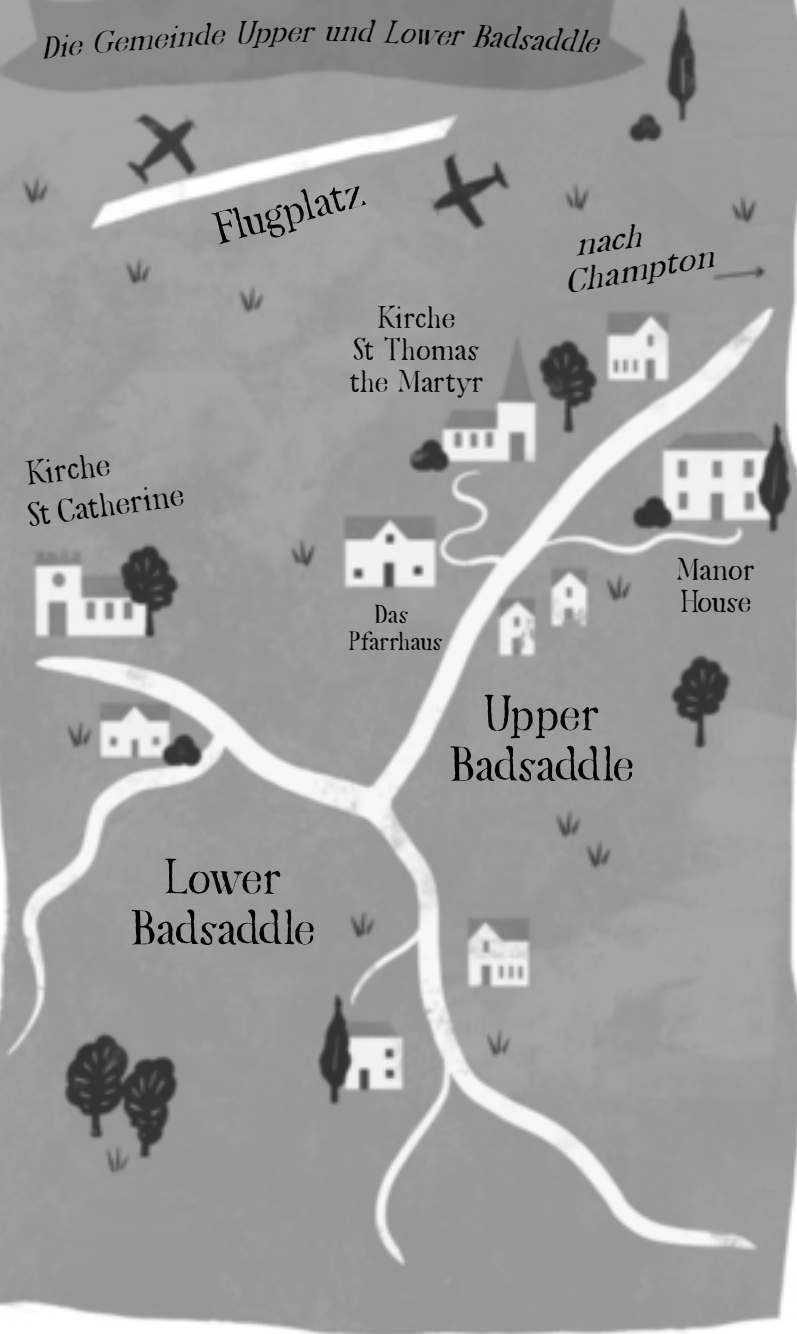 Die Gemeinde Upper und Lower Badsaddle
Flugplatz
nach
Champton
Kirche
St Thomas
the Martyr
Kirche
St Catherine
Das
Pfarrhaus
Manor
House
Upper
Badsaddle
Lower
Badsaddle